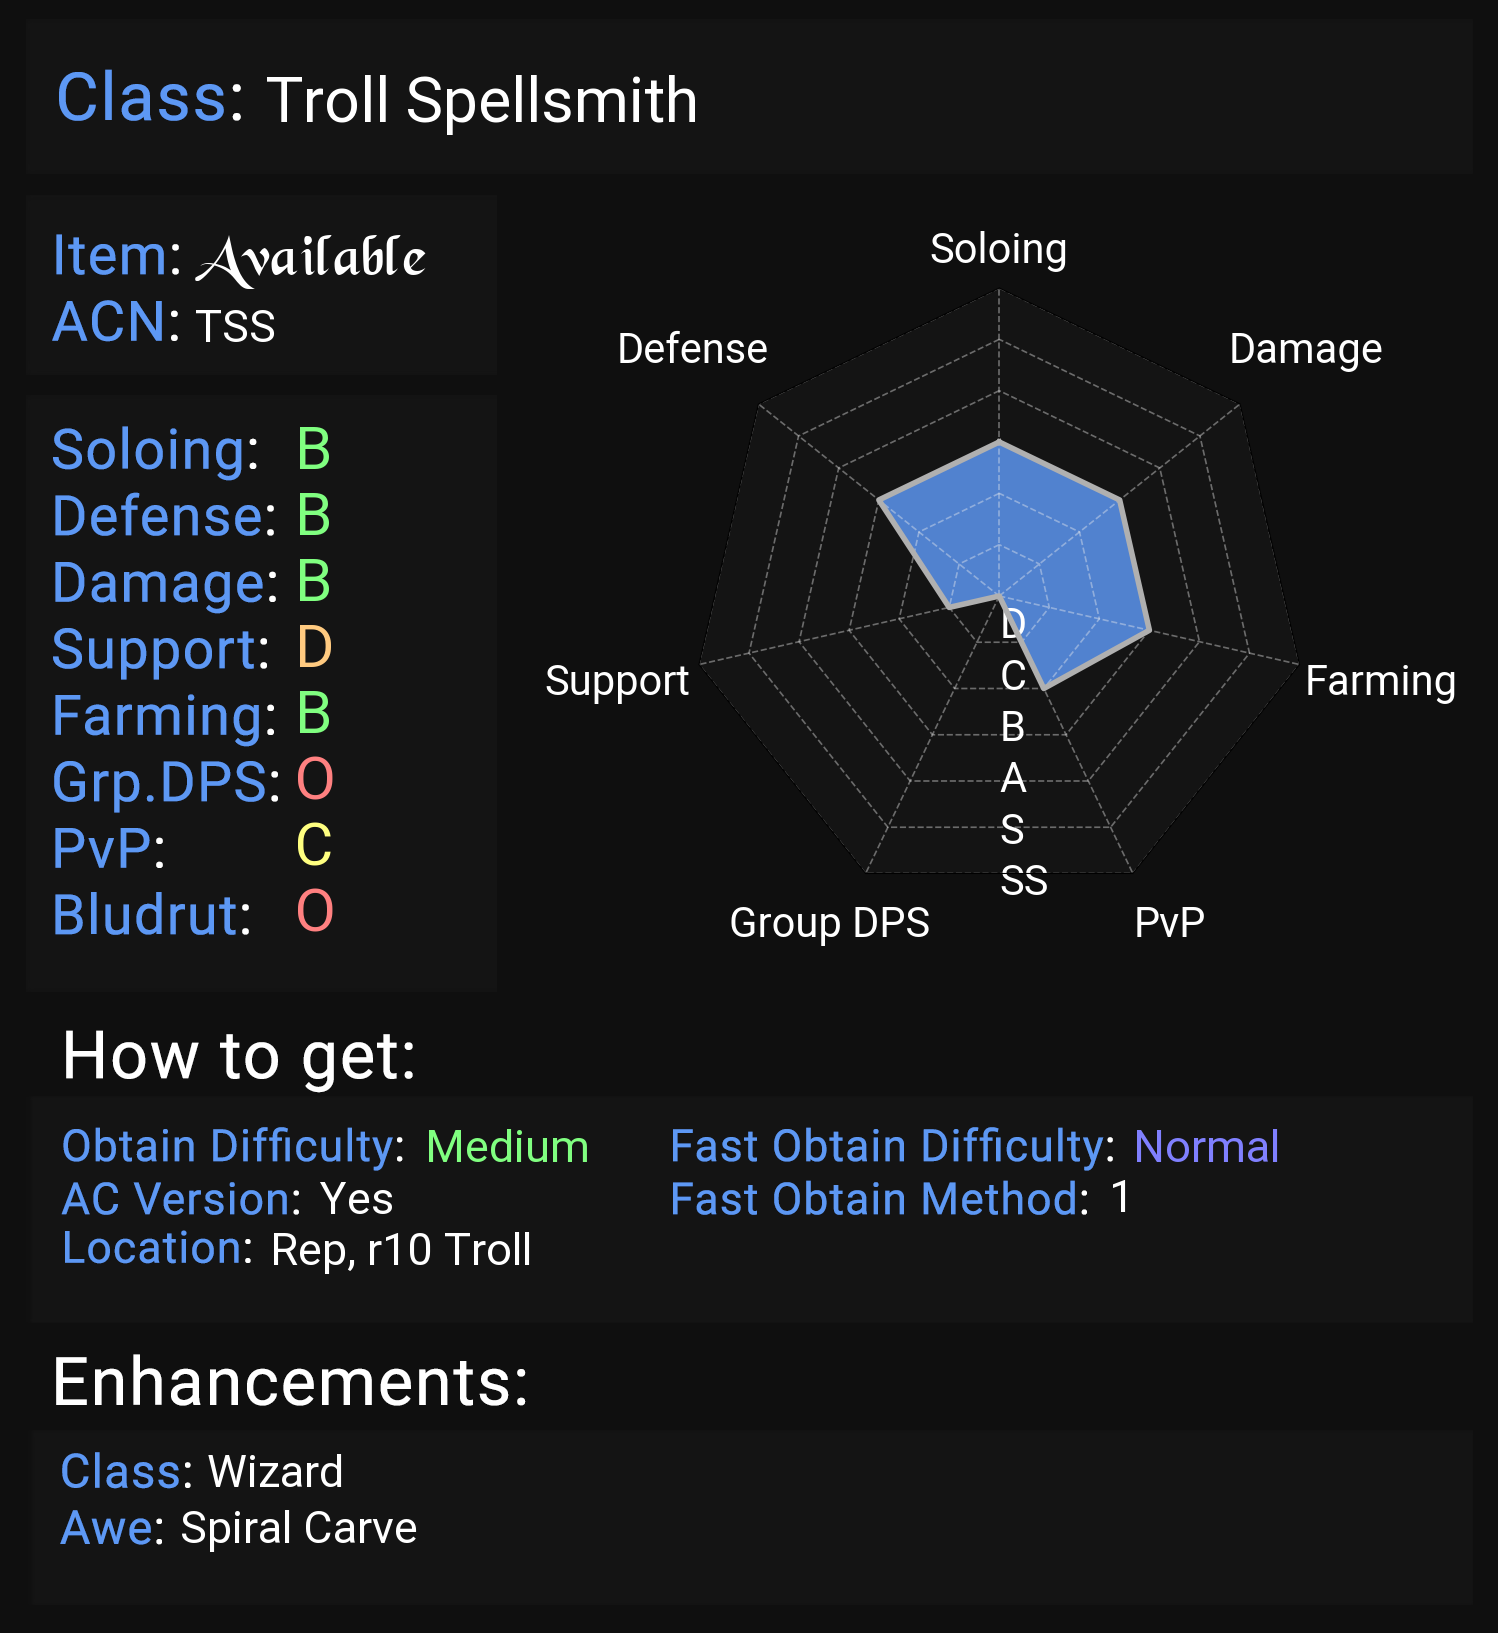 Class: Troll Spellsmith
Item: Available
ACN: TSS
Soloing: B
Defense: B
Damage: B
Support: D
Farming: B
Grp.DPS: O
PvP: C
Bludrut: O
Soloing
Defense
Damage
Support
Farming
D
C
B
A
S
SS
Group DPS
PvP
How to get:
Obtain Difficulty: Medium
AC Version: Yes
Location: Rep, r10 Troll
Fast Obtain Difficulty: Normal
Fast Obtain Method: 1
Enhancements:
Class: Wizard
Awe: Spiral Carve